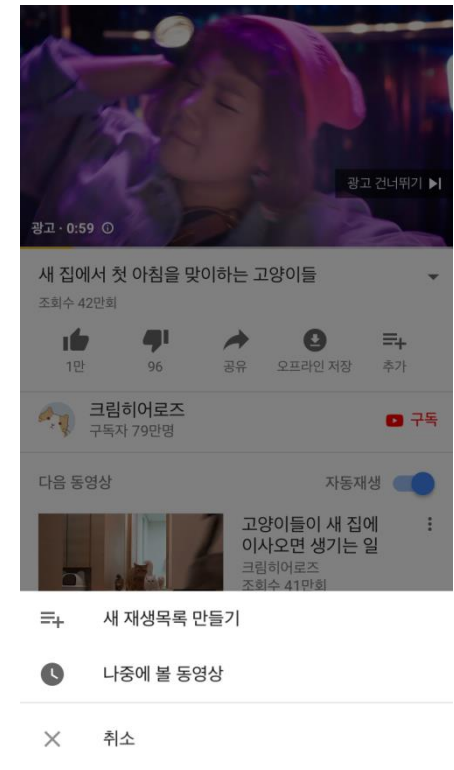 광고 건너뛰기
광고 · 0:59
새 집에서 첫 아침을 맞이하는 고양이들
조회수 42만회
1만
96
공유
오프라인 저장
추가
크림히어로즈
구독자 79만명
구독
다음 동영상
자동재생
고양이들이 새 집에
이사오면 생기는 일
크림히어로즈
조회수 41만회
새 재생목록 만들기
나중에 볼 동영상
취소